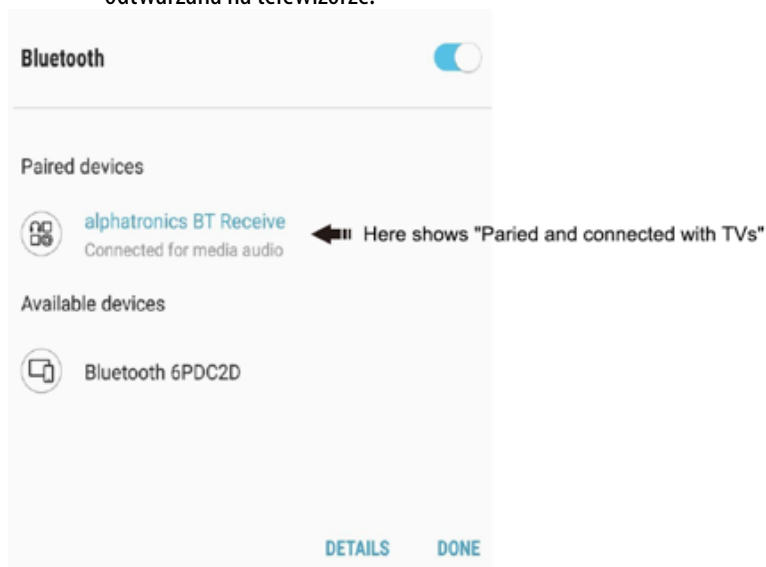 odtwarzana na telewizorze.
Bluetooth
Paired devices
alphatronics BT Receive
Connected for media audio
Here shows "Paried and connected with TVs"
Available devices
Bluetooth 6PDC2D
DETAILS
DONE